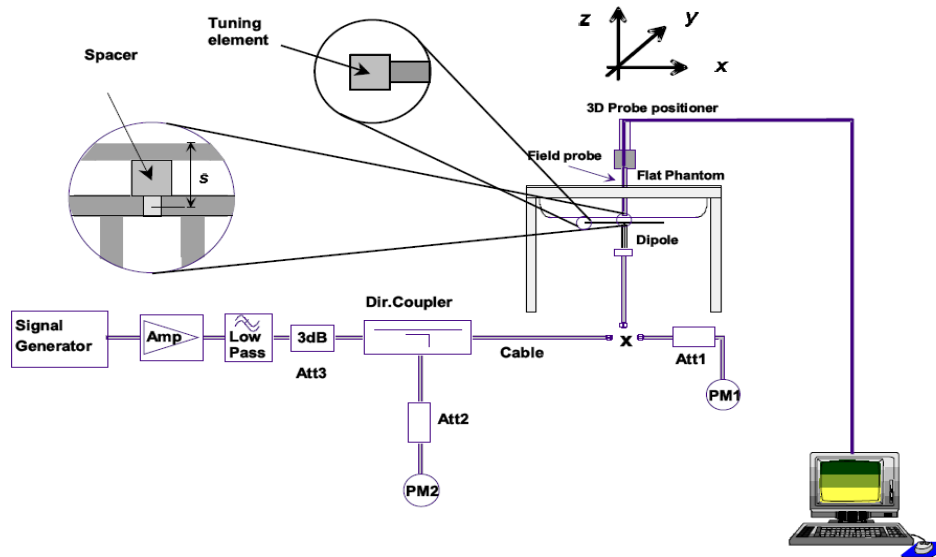 Tuning
element
z
y
x
Spacer
3D Probe positioner
s
Field probe
Flat Phantom
Dipole
Dir.Coupler
Signal
Generator
Amp
Low
Pass
3dB
Att3
Cable
x
Att1
PM1
Att2
PM2